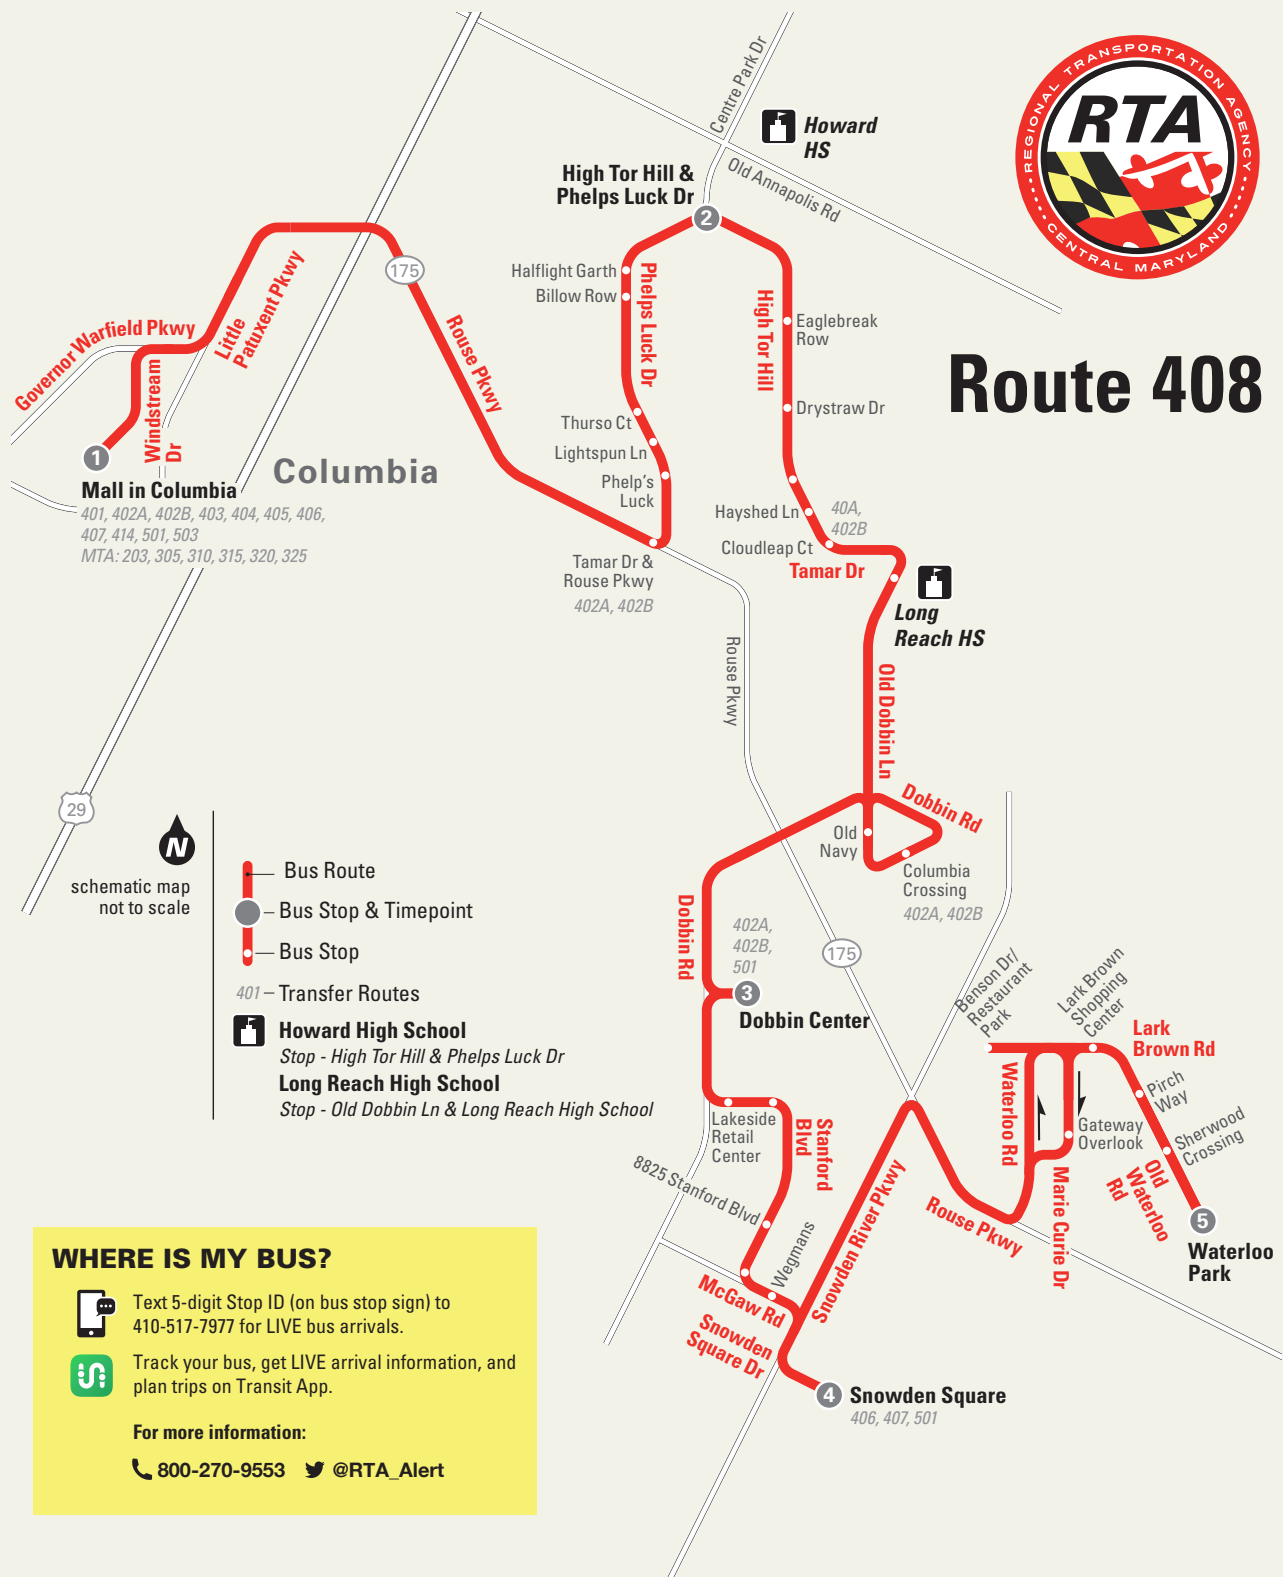 REGIONAL TRANSPORTATION AGENCY
RTA
CENTRAL MARYLAND
Route 408
Centre Park Dr
Howard
HS
Old Annapolis Rd
High Tor Hill &
Phelps Luck Dr
2
175
Halflight Garth
Billow Row
Phelps Luck Dr
High Tor Hill
Eaglebreak
Row
Drystraw Dr
Governor Warfield Pkwy
Little
Patuxent Pkwy
Windstream
Dr
Rouse Pkwy
1
Mall in Columbia
401, 402A, 402B, 403, 404, 405, 406,
407, 414, 501, 503
MTA: 203, 305, 310, 315, 320, 325
Columbia
Thurso Ct
Lightspun Ln
Phelp's
Luck
Hayshed Ln
40A,
402B
Cloudleap Ct
Tamar Dr
Tamar Dr &
Rouse Pkwy
402A, 402B
Long
Reach HS
Rouse Pkwy
Old Dobbin Ln
Dobbin Rd
Old
Navy
Columbia
Crossing
402A, 402B
29
N
schematic map
not to scale
Bus Route
Bus Stop & Timepoint
Bus Stop
401
Transfer Routes
Howard High School
Stop - High Tor Hill & Phelps Luck Dr
Long Reach High School
Stop - Old Dobbin Ln & Long Reach High School
Dobbin Rd
402A,
402B,
501
3
Dobbin Center
175
Benson Dr/
Restaurant
Park
Lark Brown
Shopping
Center
Lark
Brown Rd
Waterloo Rd
Pirch
Way
Gateway
Overlook
Sherwood
Crossing
Marie Curie Dr
Old
Waterloo
Rd
5
Waterloo
Park
Lakeside
Retail
Center
Stanford
Blvd
8825 Stanford Blvd
Wegmans
McGaw Rd
Snowden River Pkwy
Rouse Pkwy
Snowden
Square Dr
4
Snowden Square
406, 407, 501
WHERE IS MY BUS?
Text 5-digit Stop ID (on bus stop sign) to
410-517-7977 for LIVE bus arrivals.
Track your bus, get LIVE arrival information, and
plan trips on Transit App.
For more information:
800-270-9553 @RTA_Alert